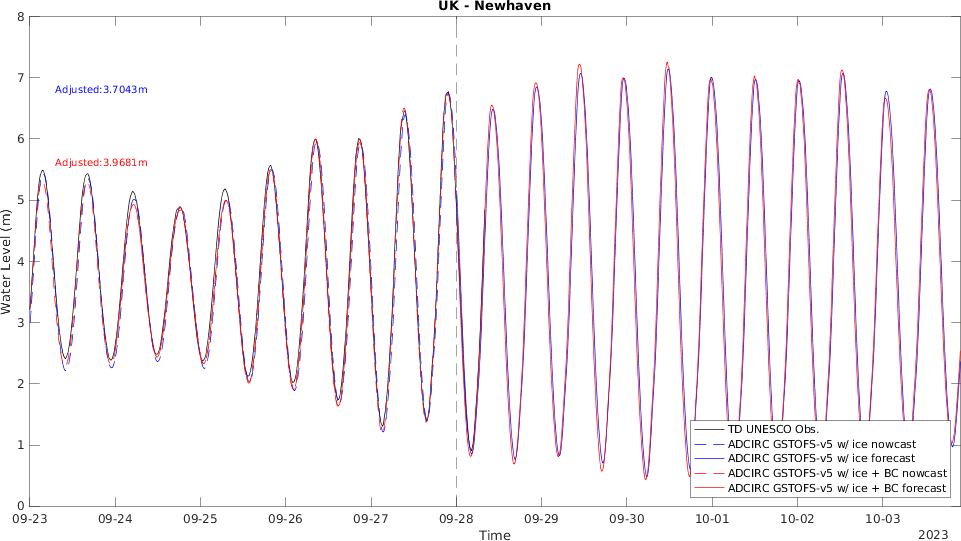 UK - Newhaven
8
7
6
5
4
3
2
1
0
Water Level (m)
Adjusted:3.7043m
Adjusted:3.9681m
TD UNESCO Obs.
ADCIRC GSTOFS-v5 w/ ice nowcast
ADCIRC GSTOFS-v5 w/ ice forecast
ADCIRC GSTOFS-v5 w/ ice + BC nowcast
ADCIRC GSTOFS-v5 w/ ice + BC forecast
09-23 09-24 09-25 09-26 09-27 09-28 09-29 09-30 10-01 10-02 10-03
Time
2023